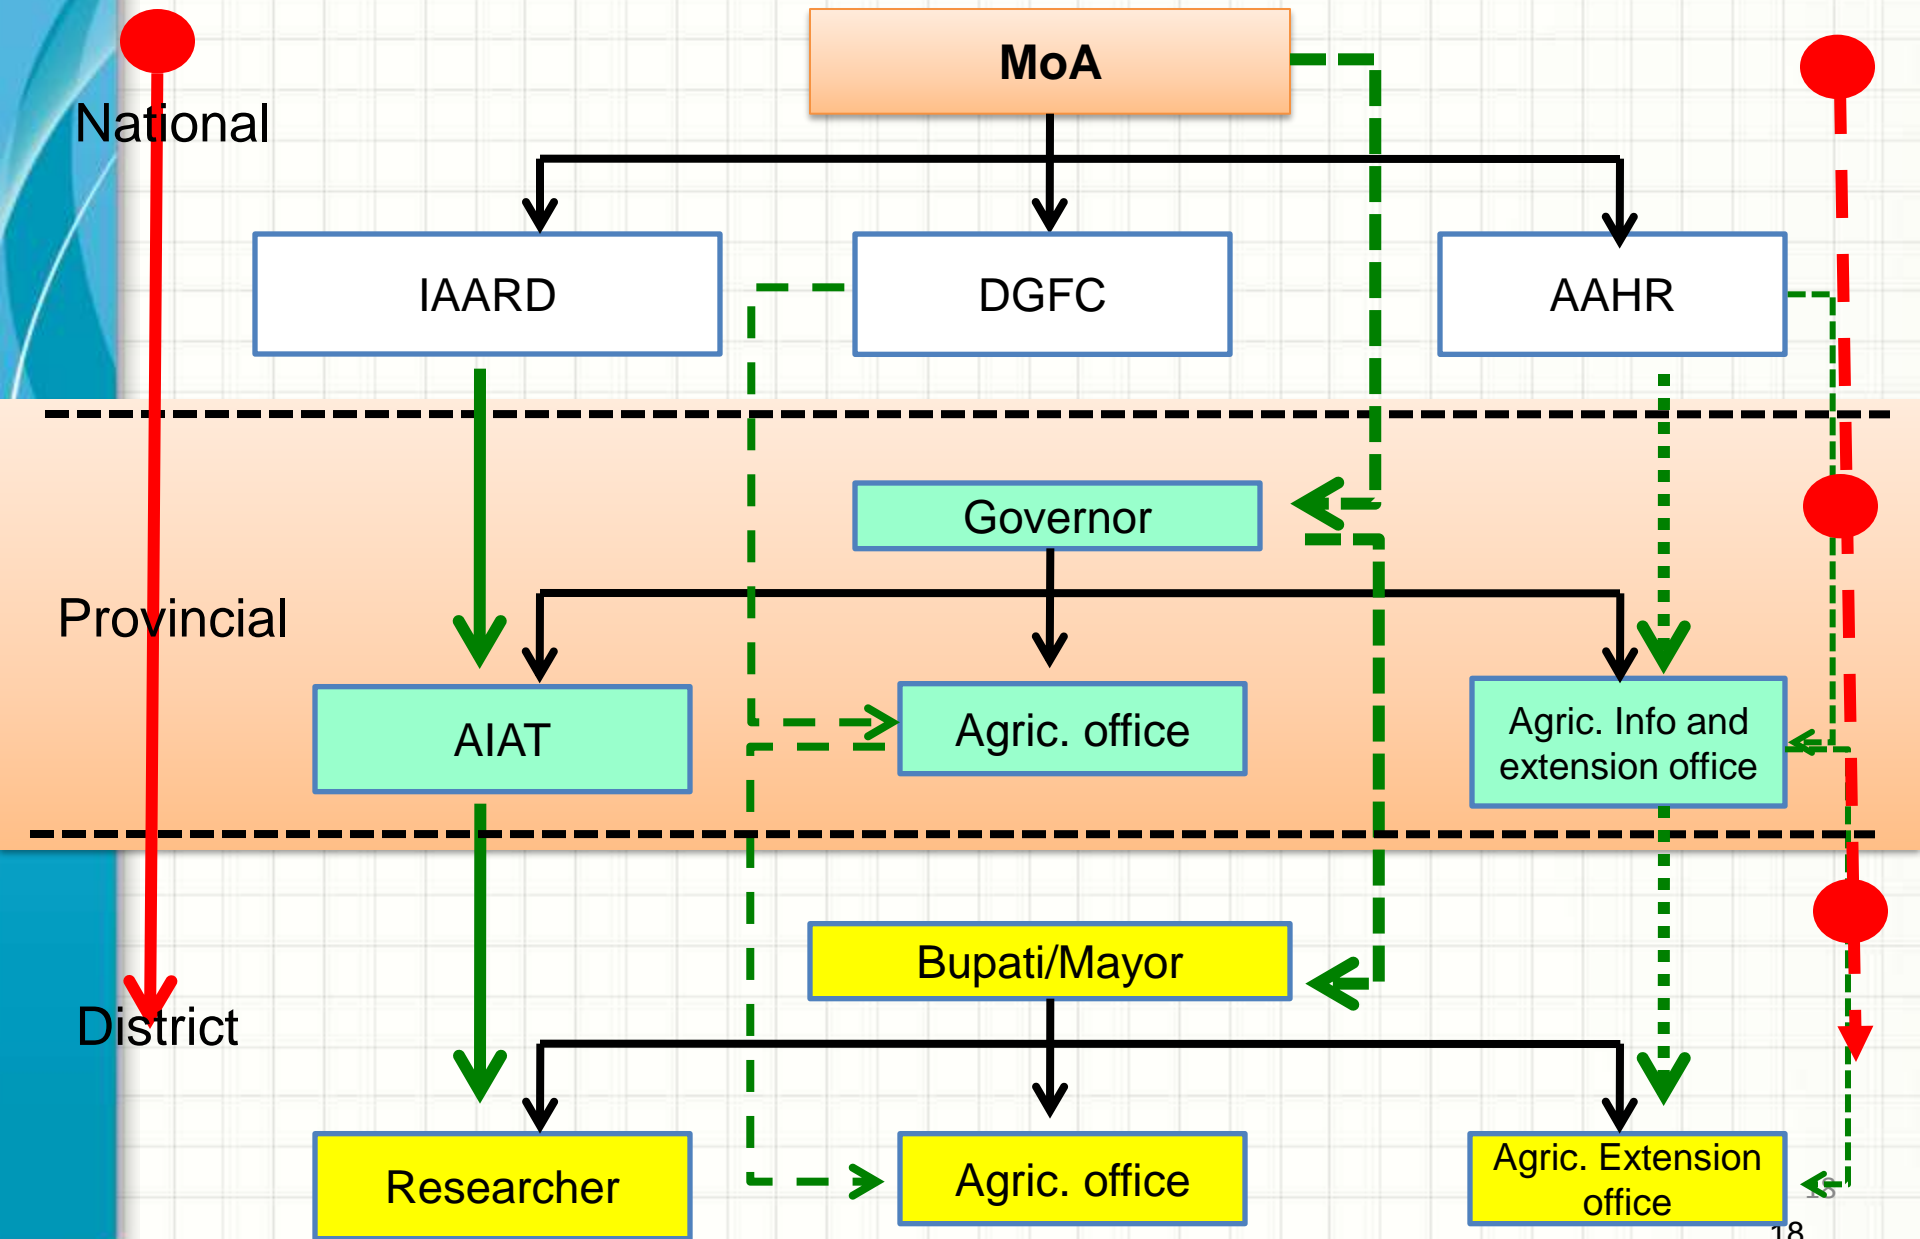 MoA
National
IAARD
DGFC
AAHR
Governor
Provincial
AIAT
Agric. office
Agric. Info and
extension office
Bupati/Mayor
District
Researcher
Agric. office
Agric. Extension
office
18
18